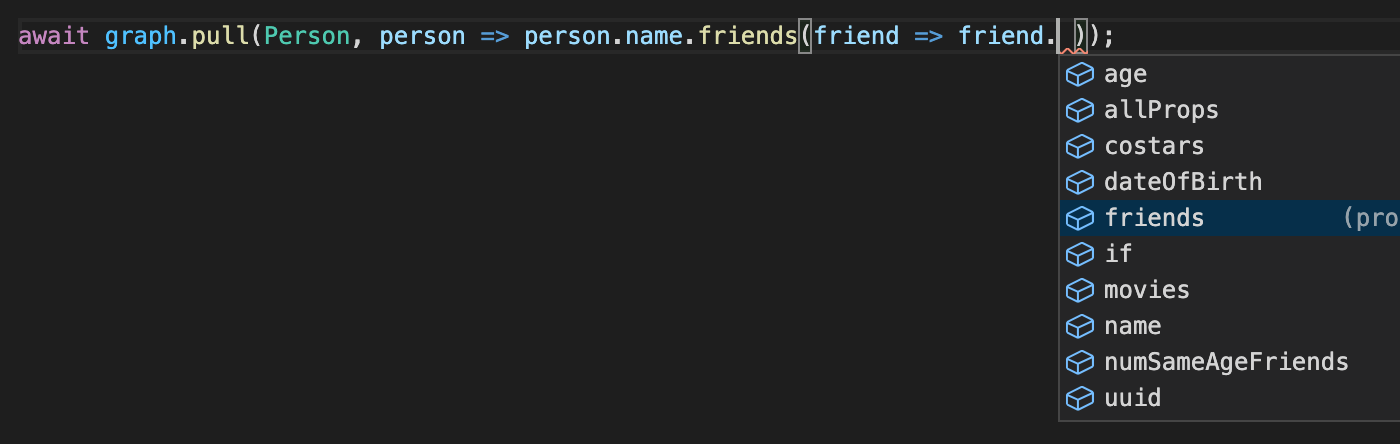 await graph.pull(Person, person => person.name.friends(friend => friend. ));
age
allProps
costars
dateOfBirth
friends (pro
if
movies
name
numSameAgeFriends
uuid